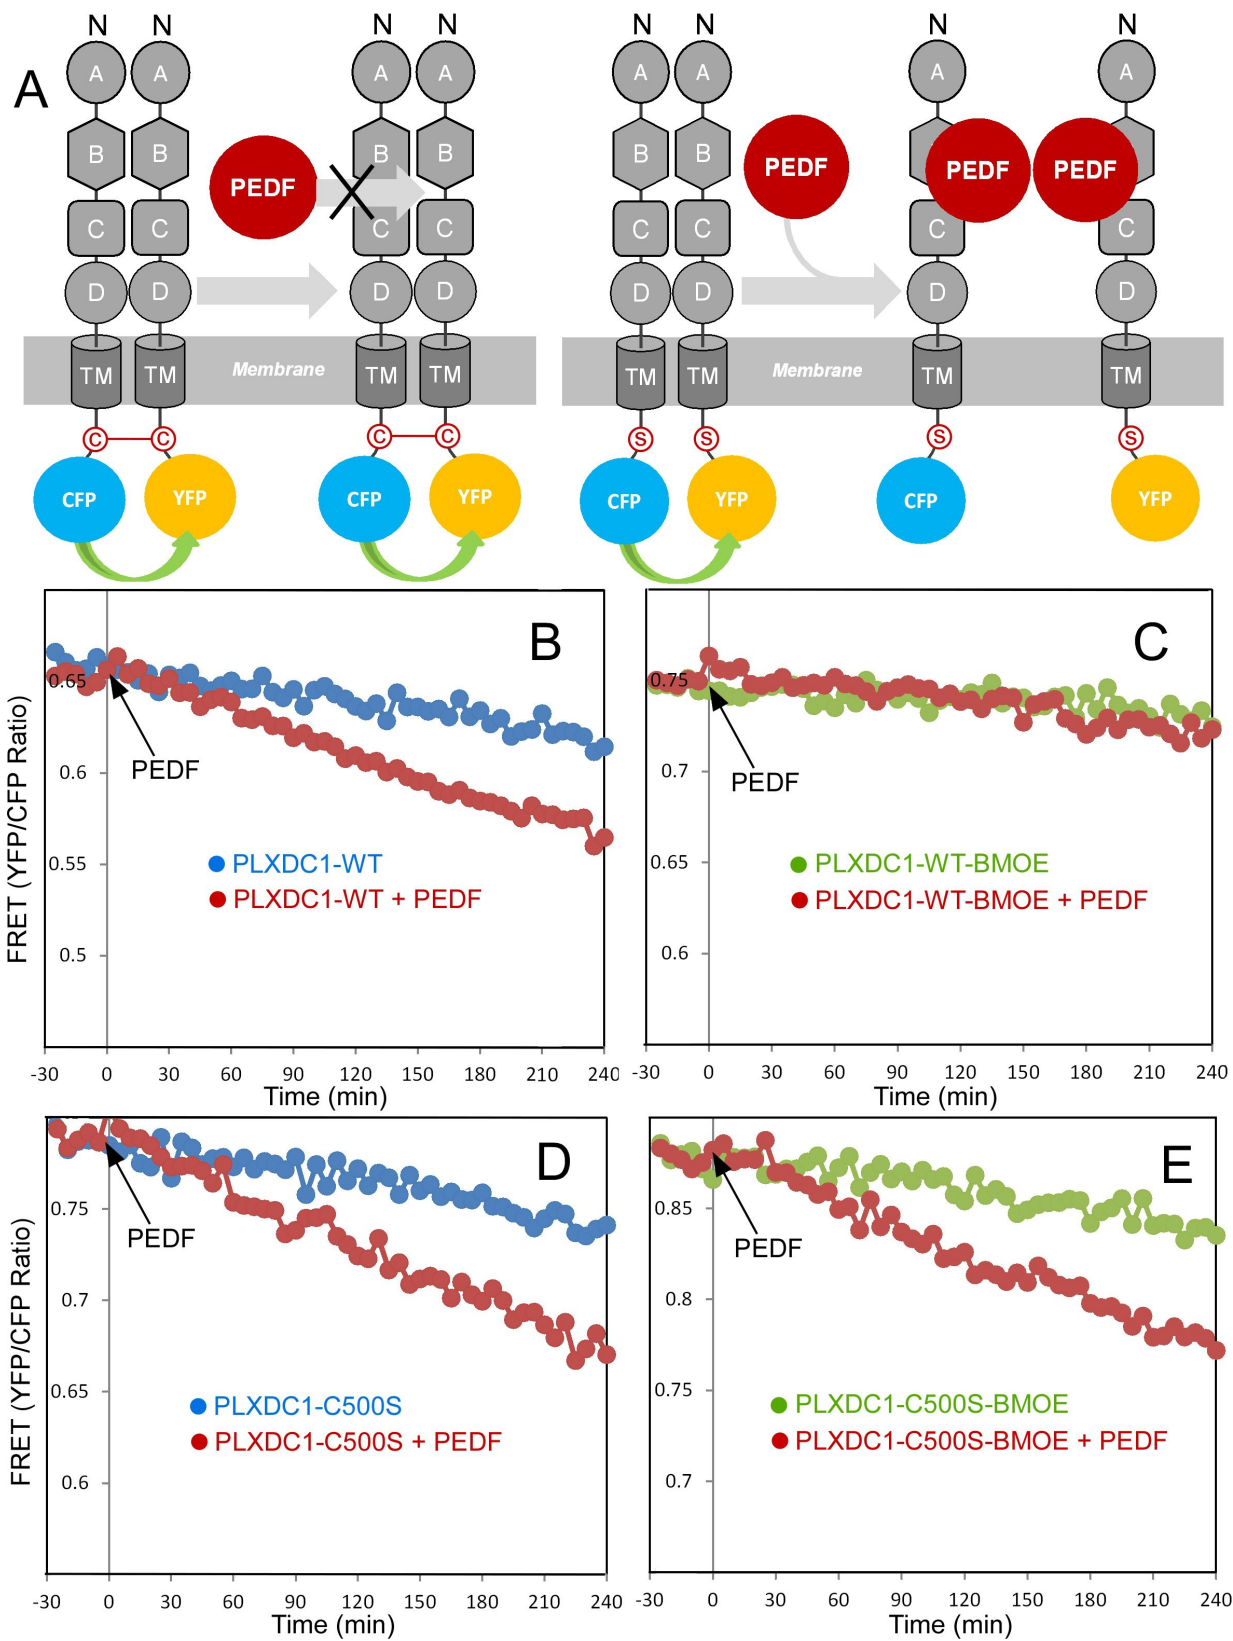 N N N N N N N N
A
A A A A A A A A
B B B B B B
PEDF PEDF PEDF PEDF
C C C C C C C C
D D D D D D D D
TM TM Membrane TM TM TM TM Membrane TM TM
C C C C S S S S
CFP YFP CFP YFP CFP YFP CFP YFP
B
0.65
PEDF
0.6
0.55
0.5
FRET (YFP/CFP Ratio)
PLXDC1-WT
PLXDC1-WT + PEDF
-30 0 30 60 90 120 150 180 210 240
Time (min)
C
0.75
PEDF
0.7
0.65
0.6
PLXDC1-WT-BMOE
PLXDC1-WT-BMOE + PEDF
-30 0 30 60 90 120 150 180 210 240
Time (min)
D
0.75
PEDF
0.7
0.65
0.6
FRET (YFP/CFP Ratio)
PLXDC1-C500S
PLXDC1-C500S + PEDF
-30 0 30 60 90 120 150 180 210 240
Time (min)
E
0.85
PEDF
0.8
0.75
0.7
PLXDC1-C500S-BMOE
PLXDC1-C500S-BMOE + PEDF
-30 0 30 60 90 120 150 180 210 240
Time (min)